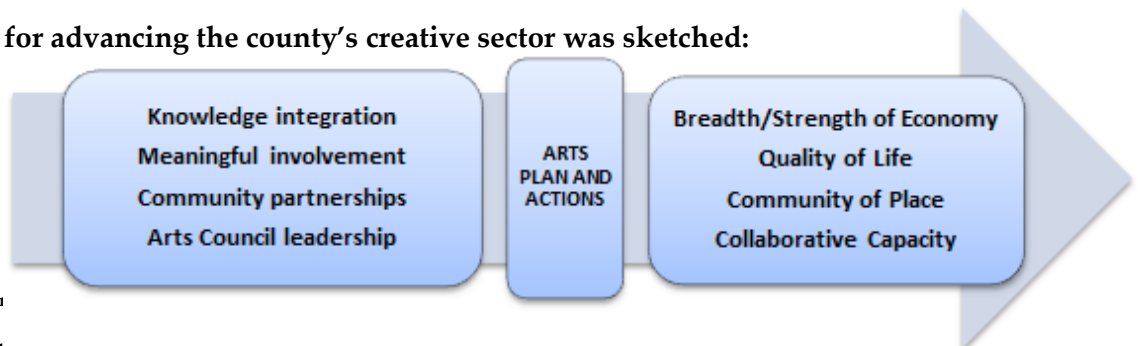 for advancing the county’s creative sector was sketched:
Knowledge integration
Meaningful involvement
Community partnerships
Arts Council leadership
ARTS
PLAN AND
ACTIONS
Breadth/Strength of Economy
Quality of Life
Community of Place
Collaborative Capacity